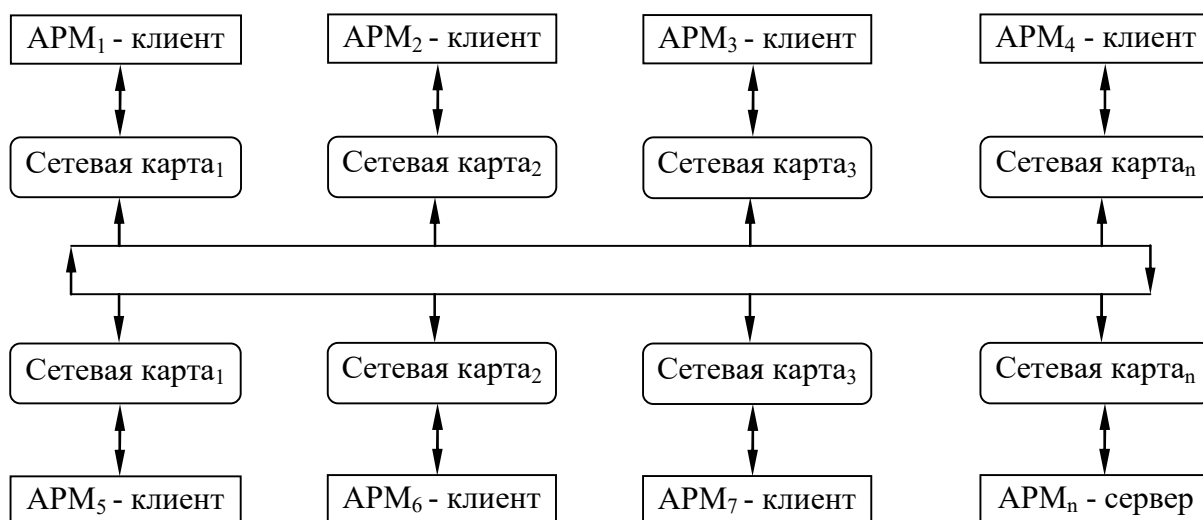 АРМ₁ - клиент
АРМ₂ - клиент
АРМ₃ - клиент
АРМ₄ - клиент
Сетевая карта₁
Сетевая карта₂
Сетевая карта₃
Сетевая картаₙ
Сетевая карта₁
Сетевая карта₂
Сетевая карта₃
Сетевая картаₙ
АРМ₅ - клиент
АРМ₆ - клиент
АРМ₇ - клиент
АРМₙ - сервер